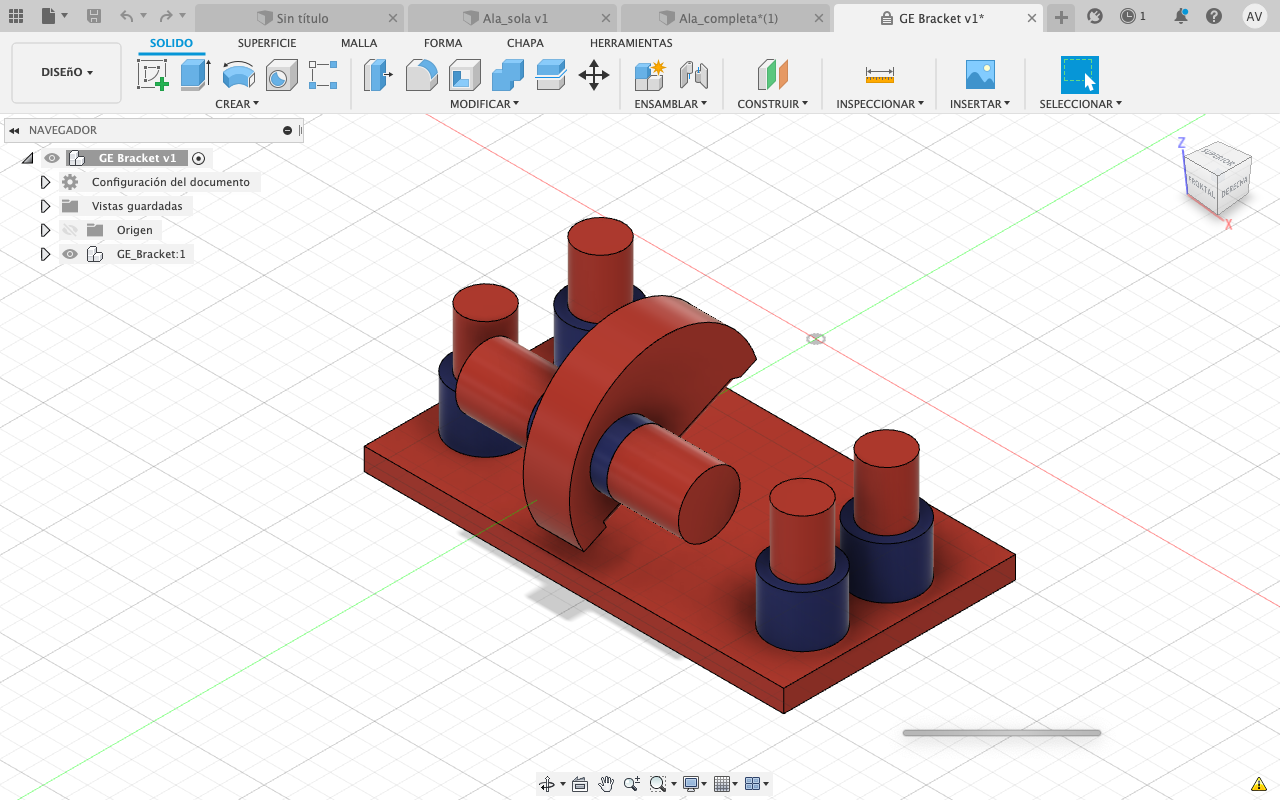 Sin título
Ala_sola v1
Ala_completa*(1)
GE Bracket v1*
1
AV
DISEñO
SOLIDO
SUPERFICIE
MALLA
FORMA
CHAPA
HERRAMIENTAS
CREAR
MODIFICAR
ENSAMBLAR
CONSTRUIR
INSPECCIONAR
INSERTAR
SELECCIONAR
NAVEGADOR
GE Bracket v1
Configuración del documento
Vistas guardadas
Origen
GE_Bracket:1
Z
SUPERIOR
FRONTAL
DERECHA
X